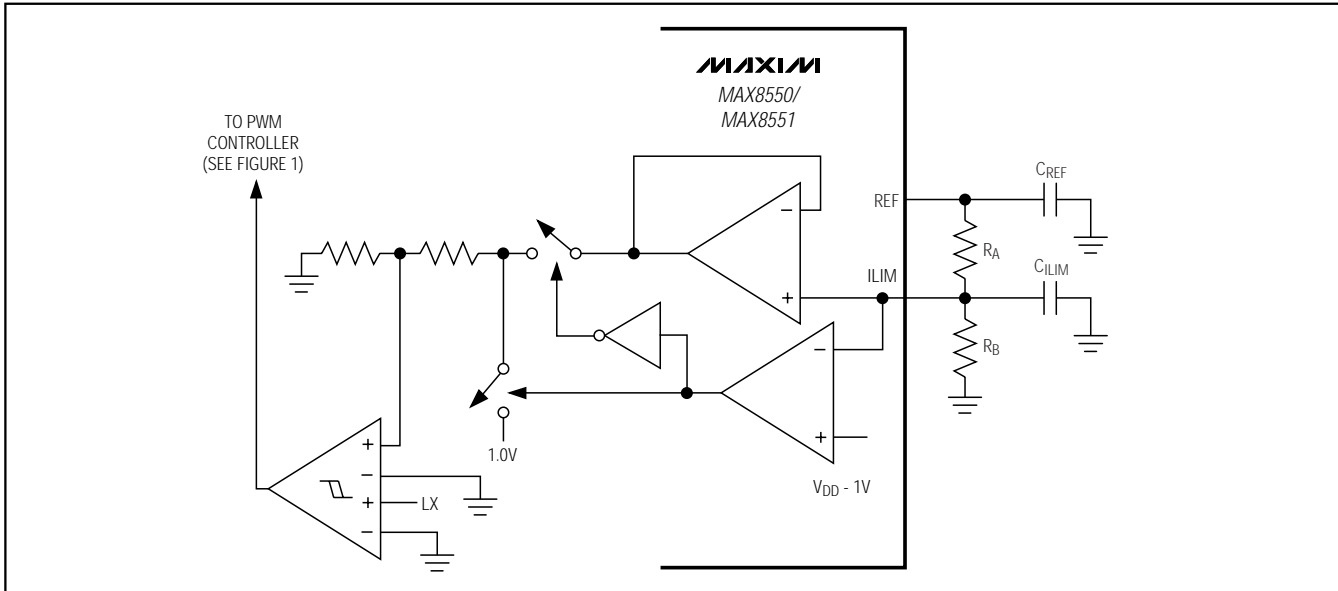 MAXIM
MAX8550/
MAX8551
TO PWM
CONTROLLER
(SEE FIGURE 1)
CREF
REF
−
RA
ILIM
CILIM
+
−
RB
+
1.0V
VDD - 1V
+
−
+
LX
−